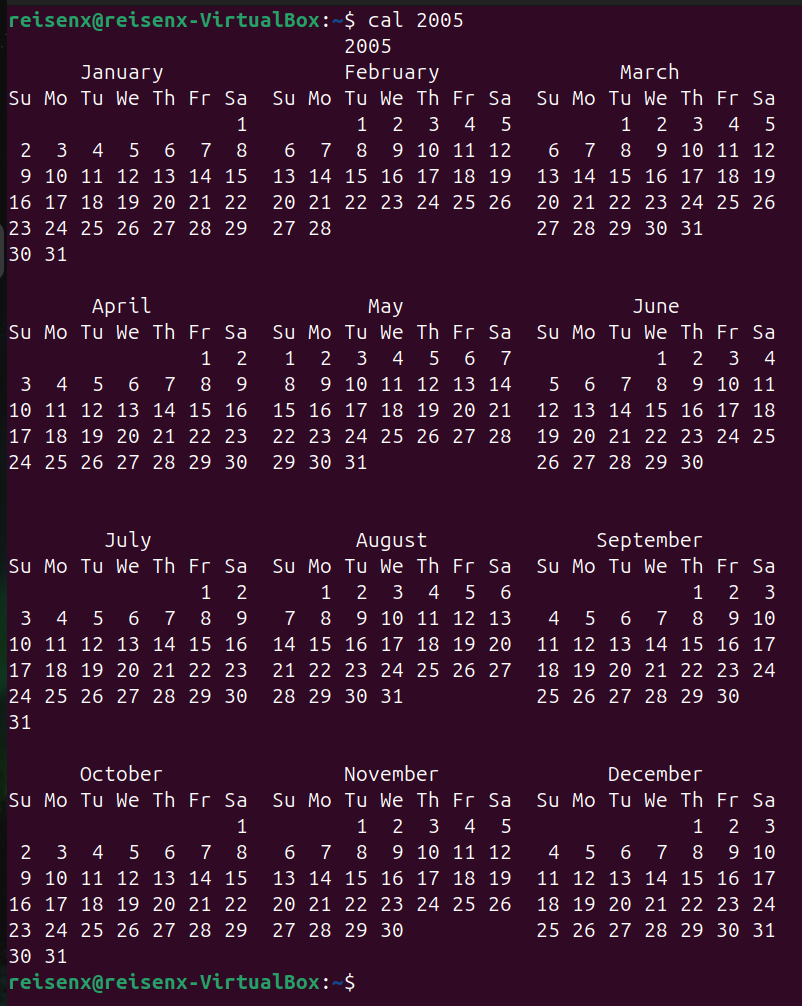 reisenx@reisenx-VirtualBox:~$ cal 2005
                            2005
      January               February               March
Su Mo Tu We Th Fr Sa  Su Mo Tu We Th Fr Sa  Su Mo Tu We Th Fr Sa
                   1         1  2  3  4  5         1  2  3  4  5
 2  3  4  5  6  7  8   6  7  8  9 10 11 12   6  7  8  9 10 11 12
 9 10 11 12 13 14 15  13 14 15 16 17 18 19  13 14 15 16 17 18 19
16 17 18 19 20 21 22  20 21 22 23 24 25 26  20 21 22 23 24 25 26
23 24 25 26 27 28 29  27 28                 27 28 29 30 31
30 31

       April                  May                   June
Su Mo Tu We Th Fr Sa  Su Mo Tu We Th Fr Sa  Su Mo Tu We Th Fr Sa
                1  2   1  2  3  4  5  6  7            1  2  3  4
 3  4  5  6  7  8  9   8  9 10 11 12 13 14   5  6  7  8  9 10 11
10 11 12 13 14 15 16  15 16 17 18 19 20 21  12 13 14 15 16 17 18
17 18 19 20 21 22 23  22 23 24 25 26 27 28  19 20 21 22 23 24 25
24 25 26 27 28 29 30  29 30 31              26 27 28 29 30

        July                 August              September
Su Mo Tu We Th Fr Sa  Su Mo Tu We Th Fr Sa  Su Mo Tu We Th Fr Sa
                1  2      1  2  3  4  5  6               1  2  3
 3  4  5  6  7  8  9   7  8  9 10 11 12 13   4  5  6  7  8  9 10
10 11 12 13 14 15 16  14 15 16 17 18 19 20  11 12 13 14 15 16 17
17 18 19 20 21 22 23  21 22 23 24 25 26 27  18 19 20 21 22 23 24
24 25 26 27 28 29 30  28 29 30 31           25 26 27 28 29 30
31

      October               November              December
Su Mo Tu We Th Fr Sa  Su Mo Tu We Th Fr Sa  Su Mo Tu We Th Fr Sa
                   1         1  2  3  4  5               1  2  3
 2  3  4  5  6  7  8   6  7  8  9 10 11 12   4  5  6  7  8  9 10
 9 10 11 12 13 14 15  13 14 15 16 17 18 19  11 12 13 14 15 16 17
16 17 18 19 20 21 22  20 21 22 23 24 25 26  18 19 20 21 22 23 24
23 24 25 26 27 28 29  27 28 29 30           25 26 27 28 29 30 31
30 31
reisenx@reisenx-VirtualBox:~$